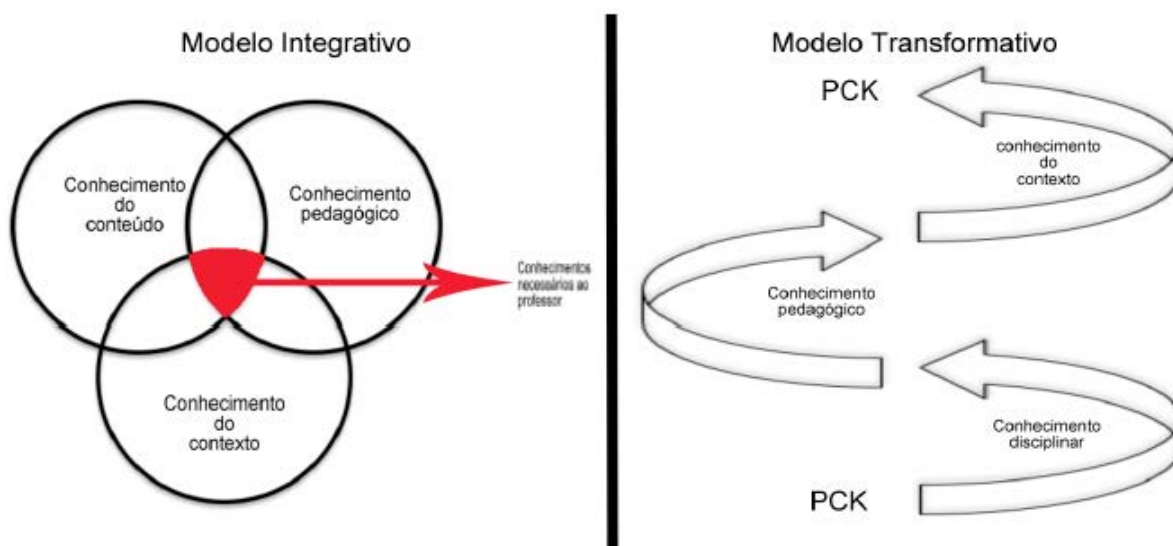 Modelo Integrativo
Conhecimento
do
conteúdo
Conhecimento
pedagógico
Conhecimentos
necessários ao
professor
Conhecimento
do
contexto
Modelo Transformativo
PCK
conhecimento
do
contexto
Conhecimento
pedagógico
Conhecimento
disciplinar
PCK